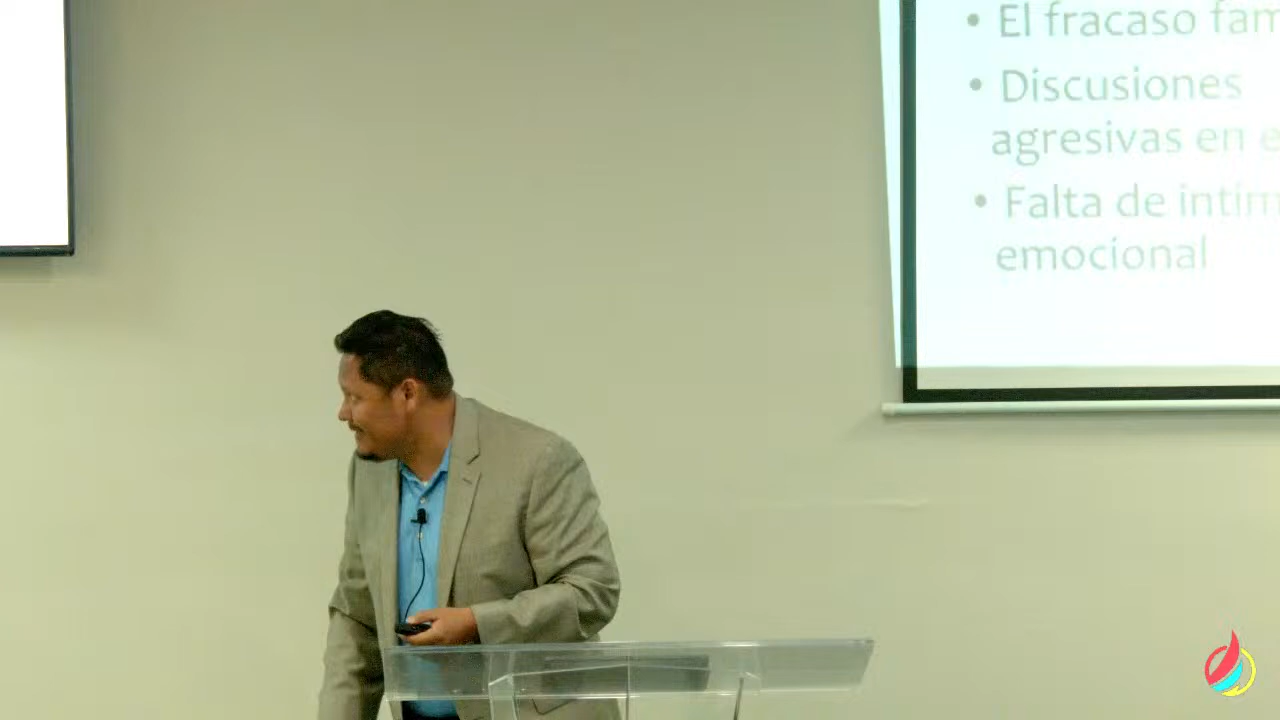 • El fracaso
• Discusiones
agresivas en
• Falta de
emocional